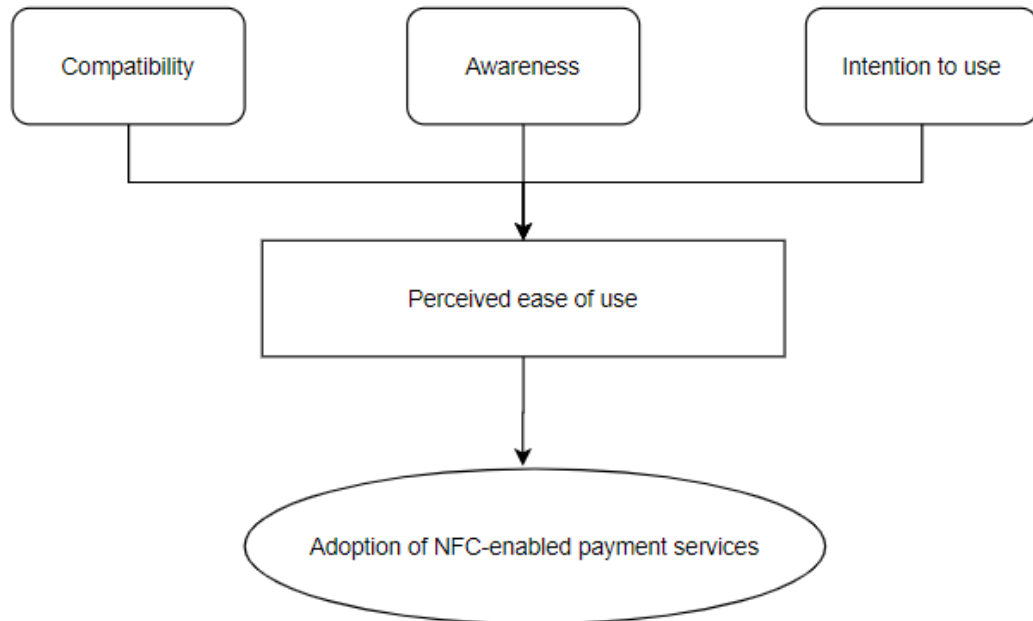 Compatibility
Awareness
Intention to use
Perceived ease of use
Adoption of NFC-enabled payment services